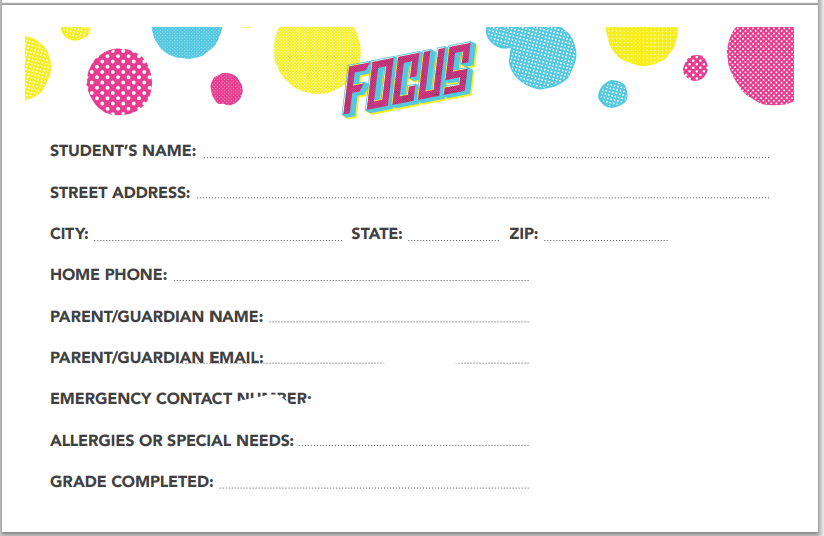 FOCUS
STUDENT'S NAME:
STREET ADDRESS:
CITY: STATE: ZIP:
HOME PHONE:
PARENT/GUARDIAN NAME:
PARENT/GUARDIAN EMAIL:
EMERGENCY CONTACT NUMBER:
ALLERGIES OR SPECIAL NEEDS:
GRADE COMPLETED: